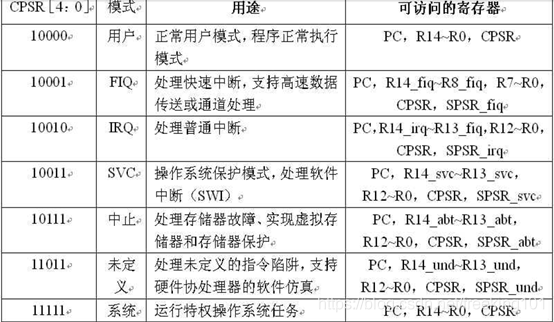 CPSR[4:0] 模式 用途 可访问的寄存器
10000 用户 正常用户模式，程序正常执行模式 PC，R14~R0，CPSR
10001 FIQ 处理快速中断，支持高速数据传送或通道处理 PC，R14_fiq~R8_fiq，R7~R0，CPSR，SPSR_fiq
10010 IRQ 处理普通中断 PC，R14_irq~R13_fiq，R12~R0，CPSR，SPSR_irq
10011 SVC 操作系统保护模式，处理软件中断（SWI） PC，R14_svc~R13_svc，R12~R0，CPSR，SPSR_svc
10111 中止 处理存储器故障、实现虚拟存储器和存储器保护 PC，R14_abt~R13_abt，R12~R0，CPSR，SPSR_abt
11011 未定义 处理未定义的指令陷阱，支持硬件协处理器的软件仿真 PC，R14_und~R13_und，R12~R0，CPSR，SPSR_und
11111 系统 运行特权操作系统任务 PC，R14~R0，CPSR